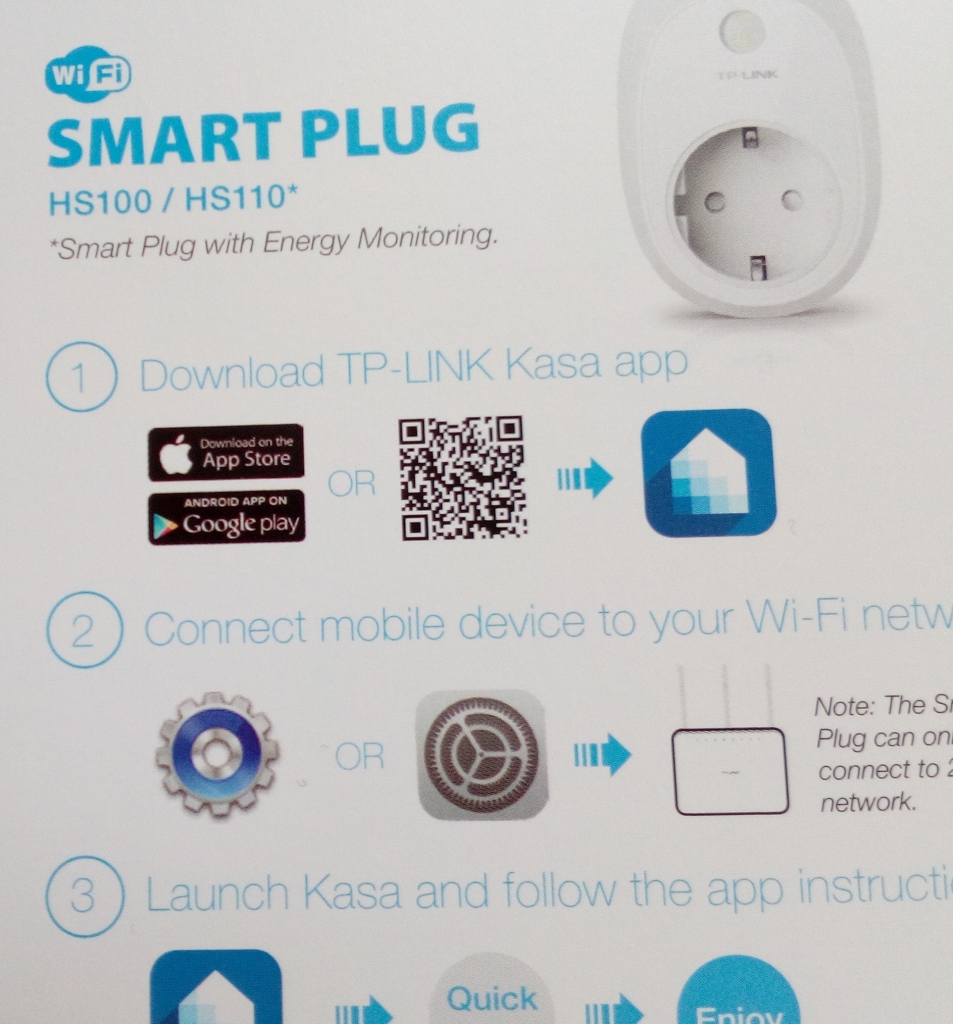 WiFi
TP-LINK
SMART PLUG
HS100 / HS110*
*Smart Plug with Energy Monitoring.
1 Download TP-LINK Kasa app
Download on the
App Store
OR
ANDROID APP ON
Google play
2 Connect mobile device to your Wi-Fi netw
OR
Note: The Sm
Plug can on
connect to 2
network.
3 Launch Kasa and follow the app instructi
Quick
Enjoy